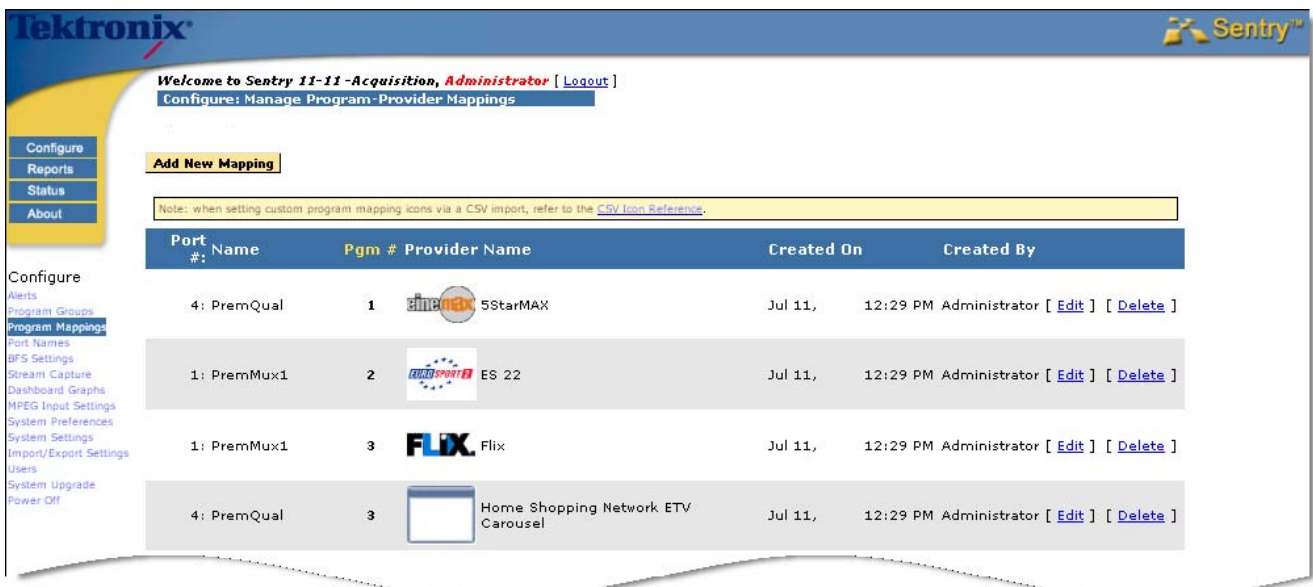 Tektronix
Sentry™
Welcome to Sentry 11-11 -Acquisition, Administrator [ Logout ]
Configure: Manage Program-Provider Mappings
Configure
Reports
Status
About
Add New Mapping
Note: when setting custom program mapping icons via a CSV import, refer to the CSV Icon Reference.
Port #: Name Pgm # Provider Name Created On Created By
4: PremQual 1 cinemax 5StarMAX Jul 11, 12:29 PM Administrator [ Edit ] [ Delete ]
1: PremMux1 2 EUROSPORT 2 ES 22 Jul 11, 12:29 PM Administrator [ Edit ] [ Delete ]
1: PremMux1 3 FLiX. Flix Jul 11, 12:29 PM Administrator [ Edit ] [ Delete ]
4: PremQual 3 Home Shopping Network ETV Jul 11, 12:29 PM Administrator [ Edit ] [ Delete ]
Carousel
Configure
Alerts
Program Groups
Program Mappings
Port Names
BFS Settings
Stream Capture
Dashboard Graphs
MPEG Input Settings
System Preferences
System Settings
Import/Export Settings
Users
System Upgrade
Power Off